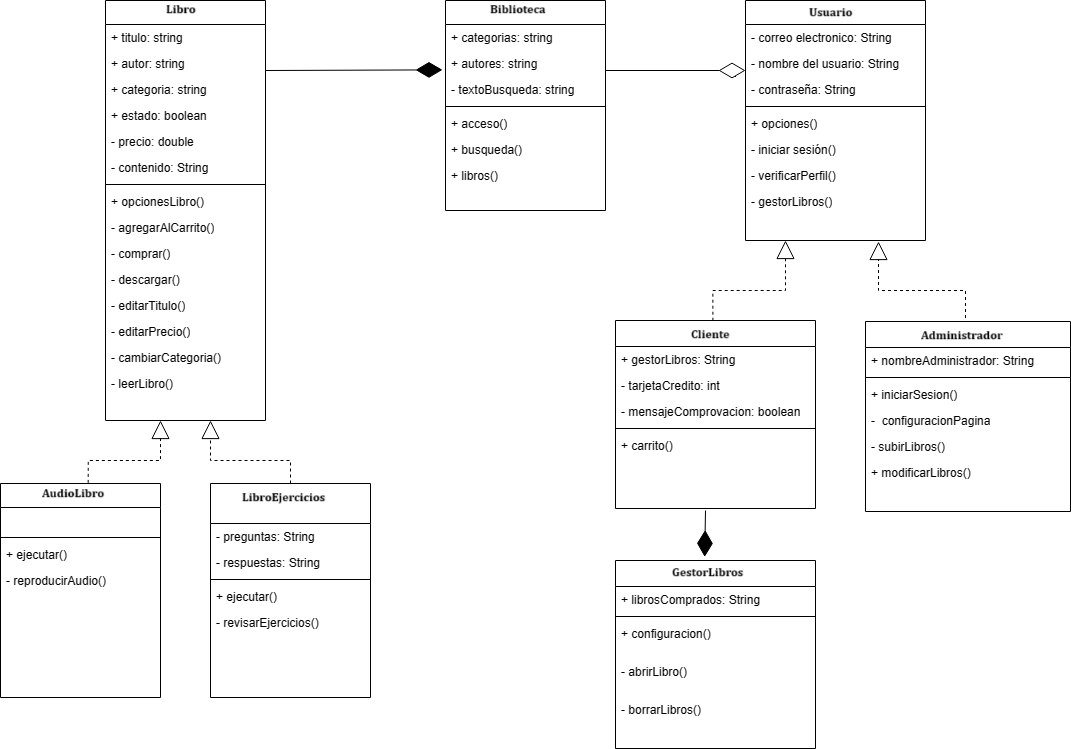 Libro
+ titulo: string
+ autor: string
+ categoria: string
+ estado: boolean
- precio: double
- contenido: String
+ opcionesLibro()
- agregarAlCarrito()
- comprar()
- descargar()
- editarTitulo()
- editarPrecio()
- cambiarCategoria()
- leerLibro()
Biblioteca
+ categorias: string
+ autores: string
- textoBusqueda: string
+ acceso()
+ busqueda()
+ libros()
Usuario
- correo electronico: String
- nombre del usuario: String
- contraseña: String
+ opciones()
- iniciar sesión()
- verificarPerfil()
- gestorLibros()
Cliente
+ gestorLibros: String
- tarjetaCredito: int
- mensajeComprovacion: boolean
+ carrito()
Administrador
+ nombreAdministrador: String
+ iniciarSesion()
- configuracionPagina
- subirLibros()
+ modificarLibros()
AudioLibro
+ ejecutar()
- reproducirAudio()
LibroEjercicios
- preguntas: String
- respuestas: String
+ ejecutar()
- revisarEjercicios()
GestorLibros
+ librosComprados: String
+ configuracion()
- abrirLibro()
- borrarLibros()